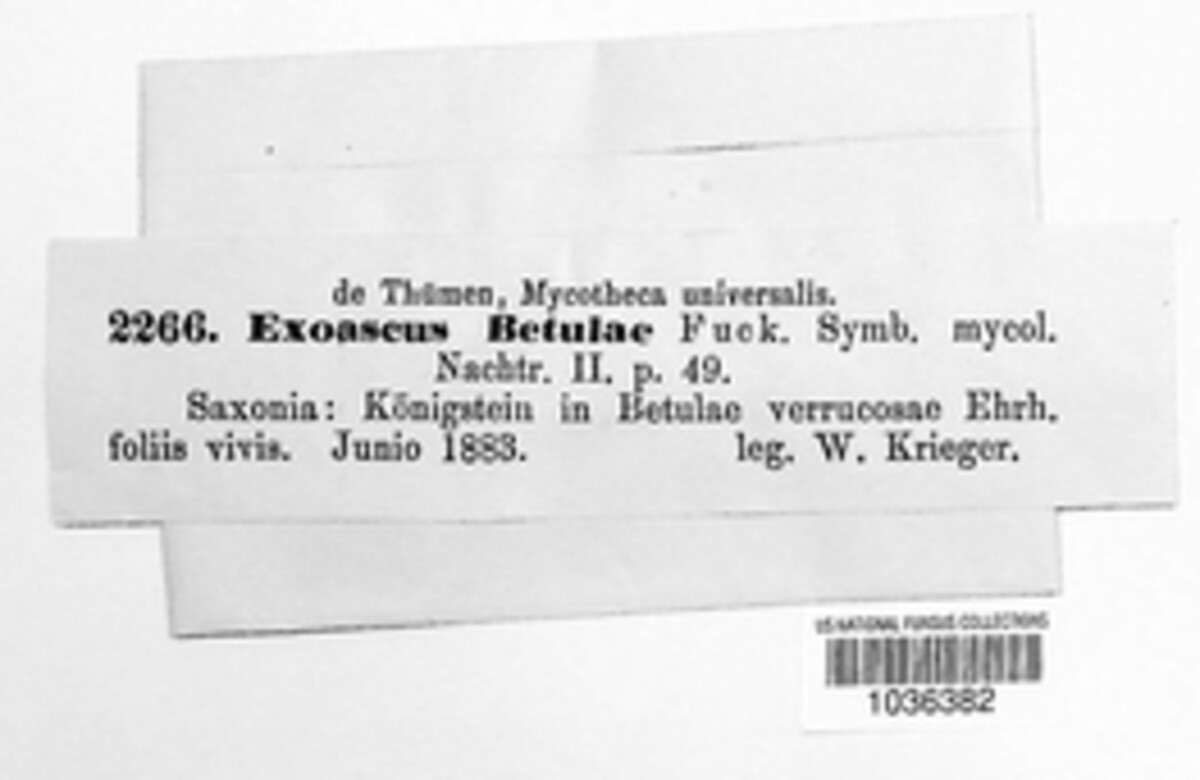 de Thümen, Mycotheca universalis.
2266. Exoascus Betulae Fuck. Symb. mycol.
Nachtr. II. p. 49.
Saxonia: Königstein in Betulae verrucosae Ehrh.
foliis vivis. Junio 1883. leg. W. Krieger.
US NATIONAL FUNGUS COLLECTIONS
1036382